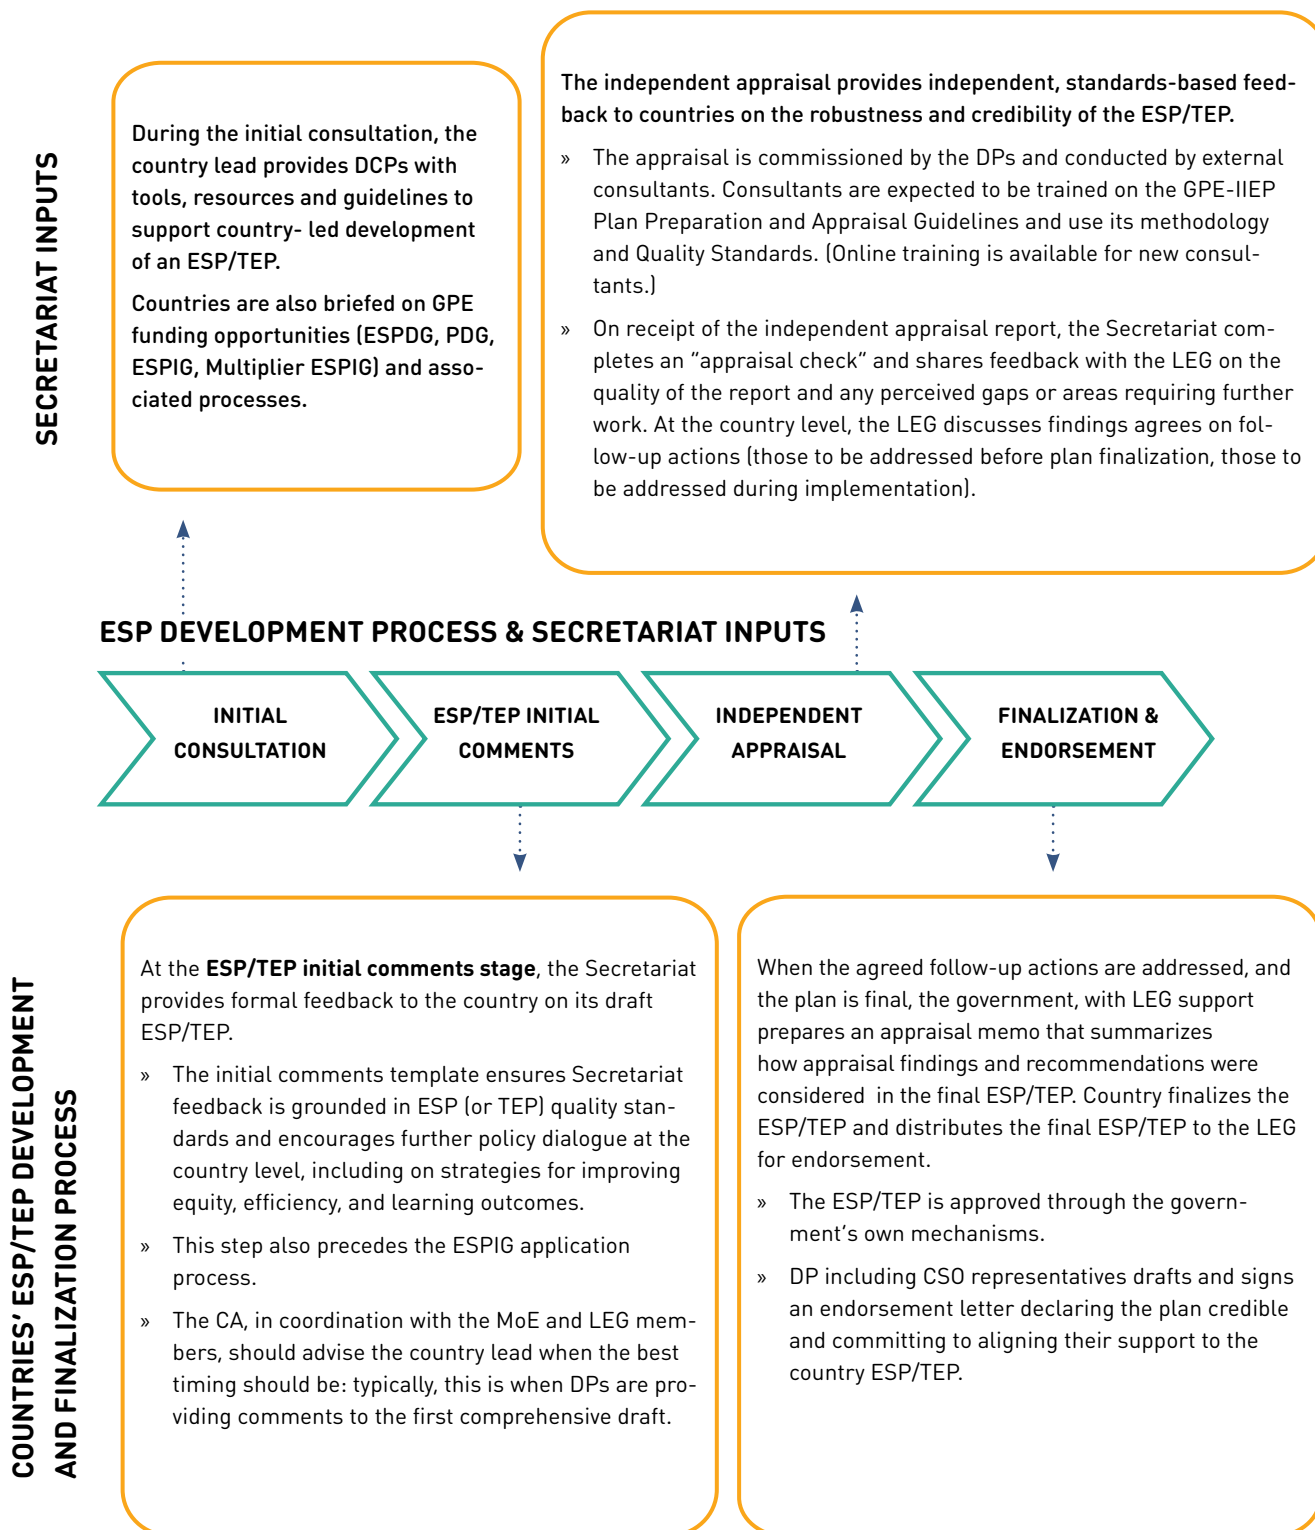 SECRETARIAT INPUTS
During the initial consultation, the
country lead provides DCPs with
tools, resources and guidelines to
support country- led development
of an ESP/TEP.
Countries are also briefed on GPE
funding opportunities (ESPDG, PDG,
ESPIG, Multiplier ESPIG) and asso-
ciated processes.
The independent appraisal provides independent, standards-based feed-
back to countries on the robustness and credibility of the ESP/TEP.
» The appraisal is commissioned by the DPs and conducted by external
consultants. Consultants are expected to be trained on the GPE-IIEP
Plan Preparation and Appraisal Guidelines and use its methodology
and Quality Standards. (Online training is available for new consul-
tants.)
» On receipt of the independent appraisal report, the Secretariat com-
pletes an “appraisal check“ and shares feedback with the LEG on the
quality of the report and any perceived gaps or areas requiring further
work. At the country level, the LEG discusses findings agrees on fol-
low-up actions (those to be addressed before plan finalization, those to
be addressed during implementation).
ESP DEVELOPMENT PROCESS & SECRETARIAT INPUTS
INITIAL
CONSULTATION
ESP/TEP INITIAL
COMMENTS
INDEPENDENT
APPRAISAL
FINALIZATION &
ENDORSEMENT
COUNTRIES’ ESP/TEP DEVELOPMENT
AND FINALIZATION PROCESS
At the ESP/TEP initial comments stage, the Secretariat
provides formal feedback to the country on its draft
ESP/TEP.
» The initial comments template ensures Secretariat
feedback is grounded in ESP (or TEP) quality stan-
dards and encourages further policy dialogue at the
country level, including on strategies for improving
equity, efficiency, and learning outcomes.
» This step also precedes the ESPIG application
process.
» The CA, in coordination with the MoE and LEG mem-
bers, should advise the country lead when the best
timing should be: typically, this is when DPs are pro-
viding comments to the first comprehensive draft.
When the agreed follow-up actions are addressed, and
the plan is final, the government, with LEG support
prepares an appraisal memo that summarizes
how appraisal findings and recommendations were
considered in the final ESP/TEP. Country finalizes the
ESP/TEP and distributes the final ESP/TEP to the LEG
for endorsement.
» The ESP/TEP is approved through the govern-
ment’s own mechanisms.
» DP including CSO representatives drafts and signs
an endorsement letter declaring the plan credible
and committing to aligning their support to the
country ESP/TEP.